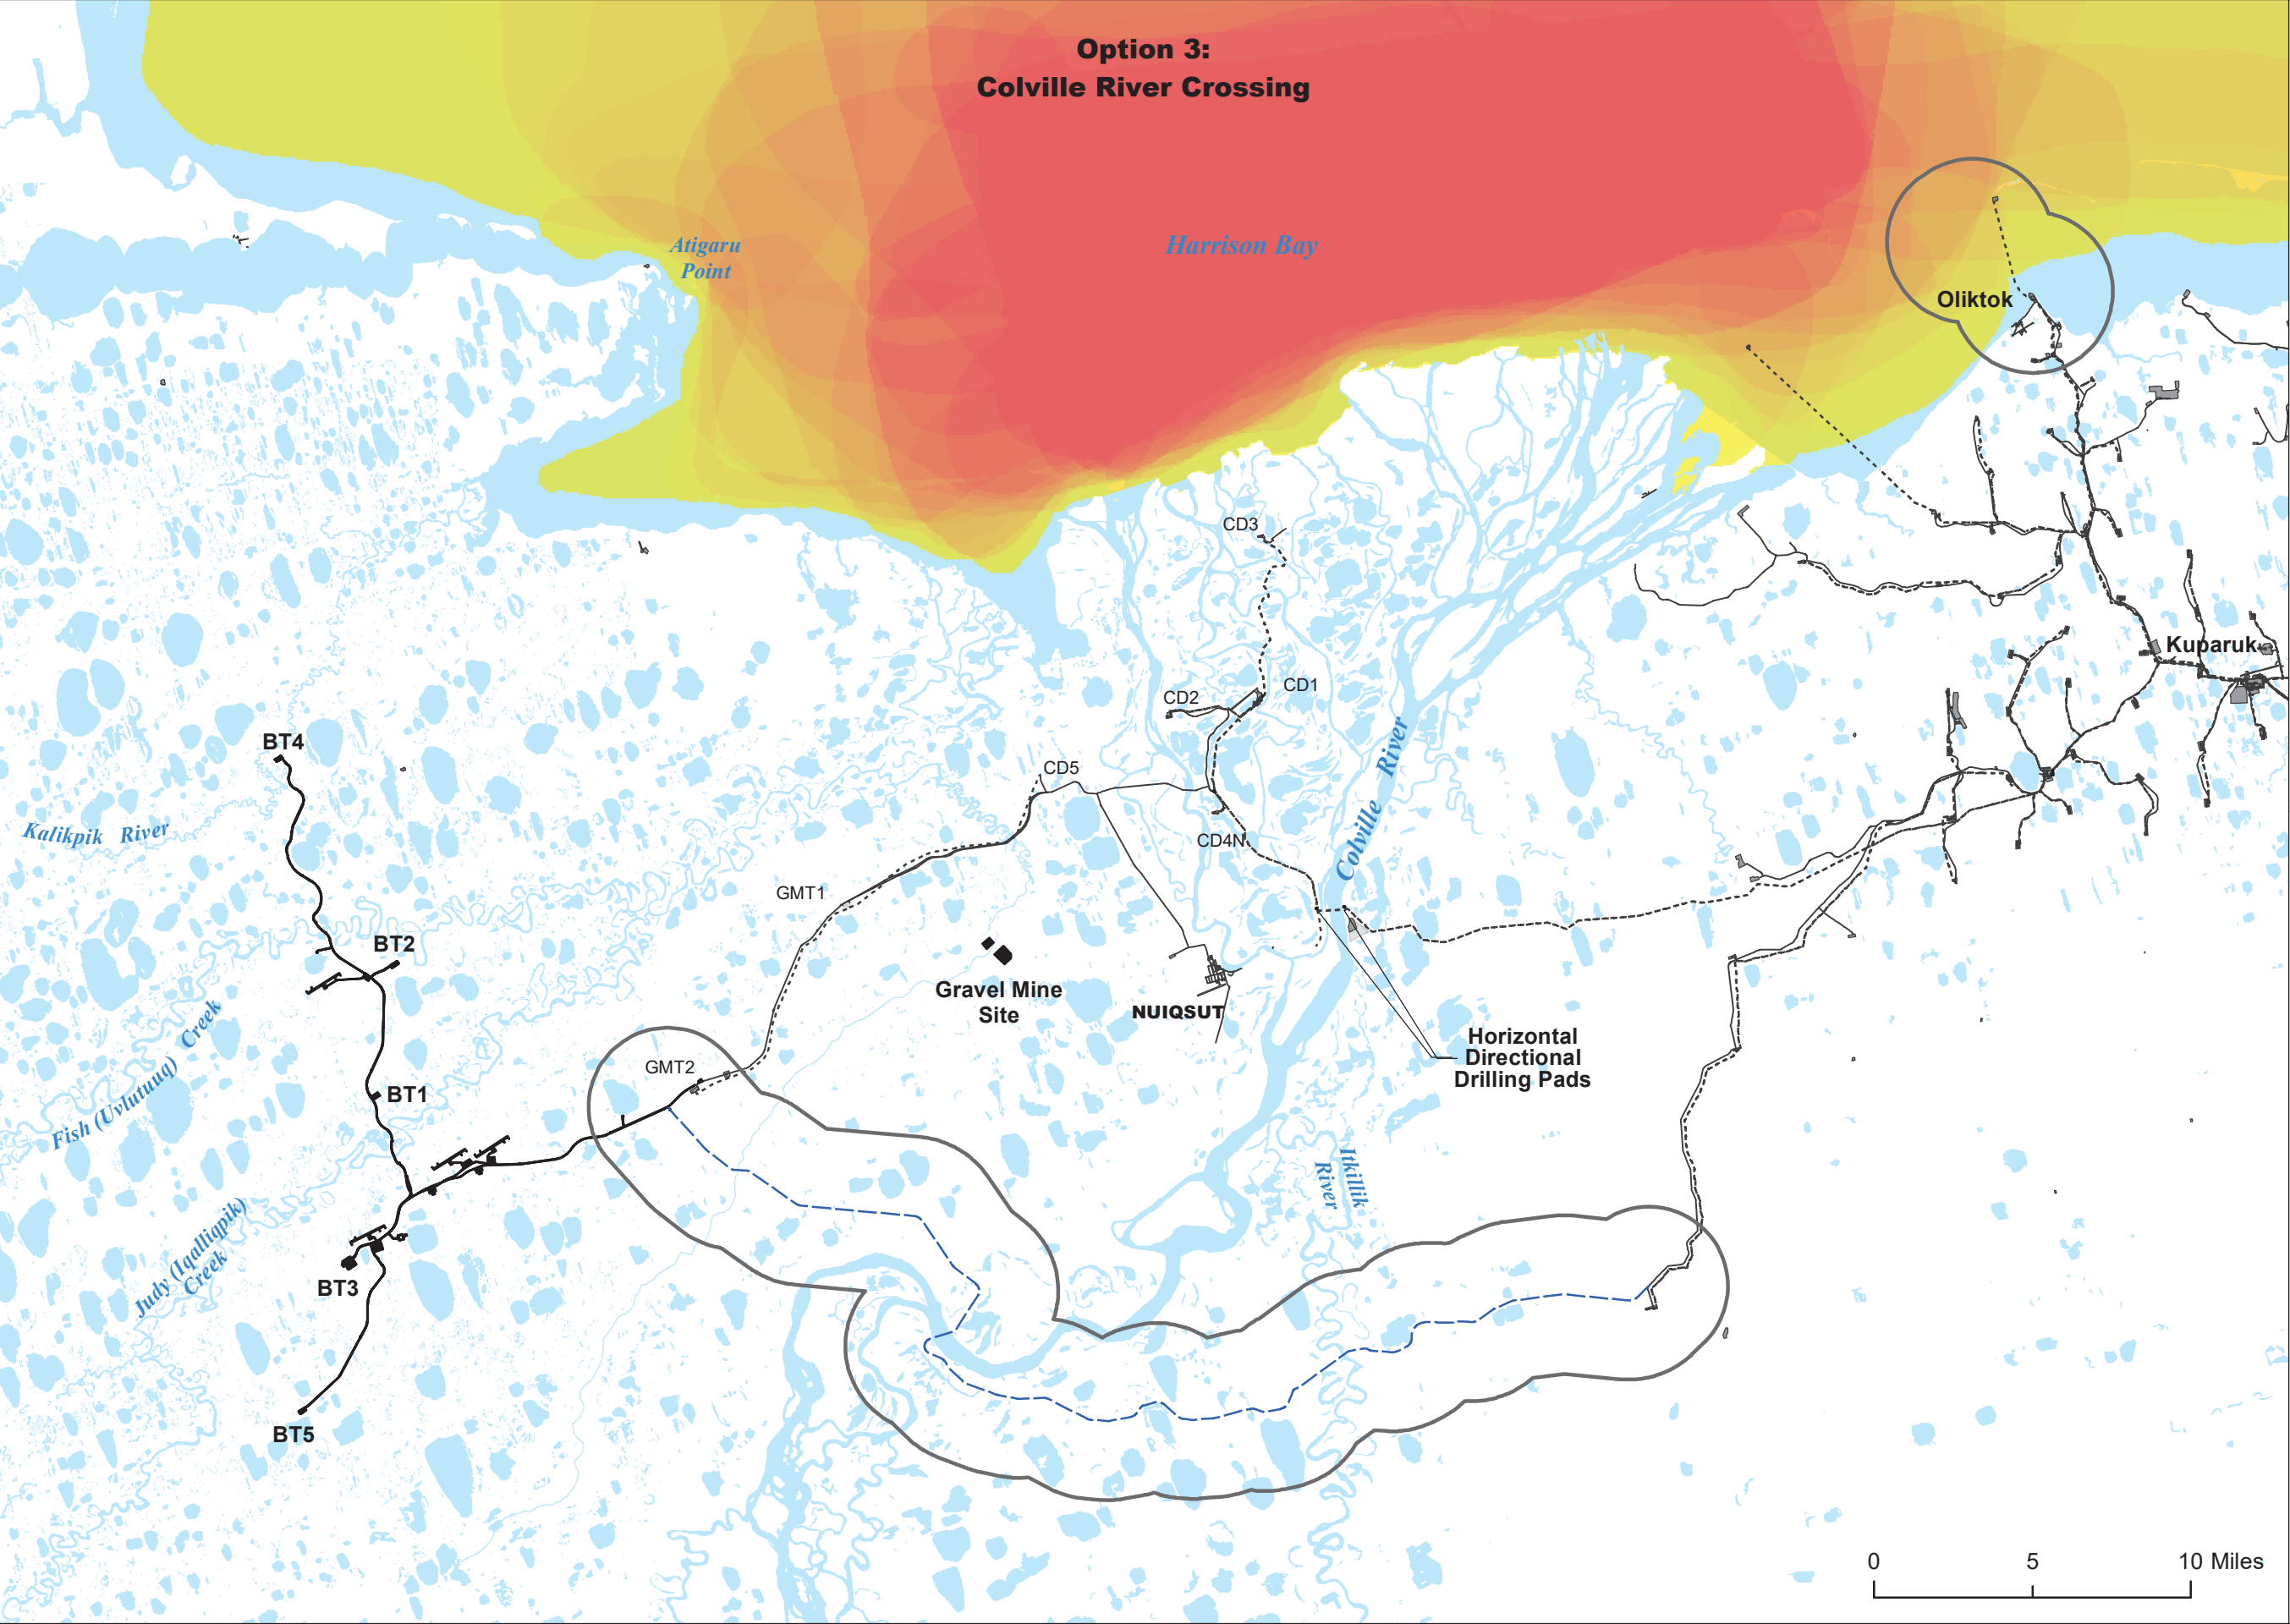 Option 3:
Colville River Crossing
Atigaru
Point
Harrison Bay
Oliktok
CD3
Kuparuk
CD1
CD2
BT4
CD5
Colville River
Kalikpik River
CD4N
GMT1
BT2
Gravel Mine
Site
NUIQSUT
Horizontal
Directional
Drilling Pads
Fish (Uvlutuuq) Creek
GMT2
BT1
Itkillik
River
Judy (Iqalliqpik)
Creek
BT3
BT5
0 5 10 Miles